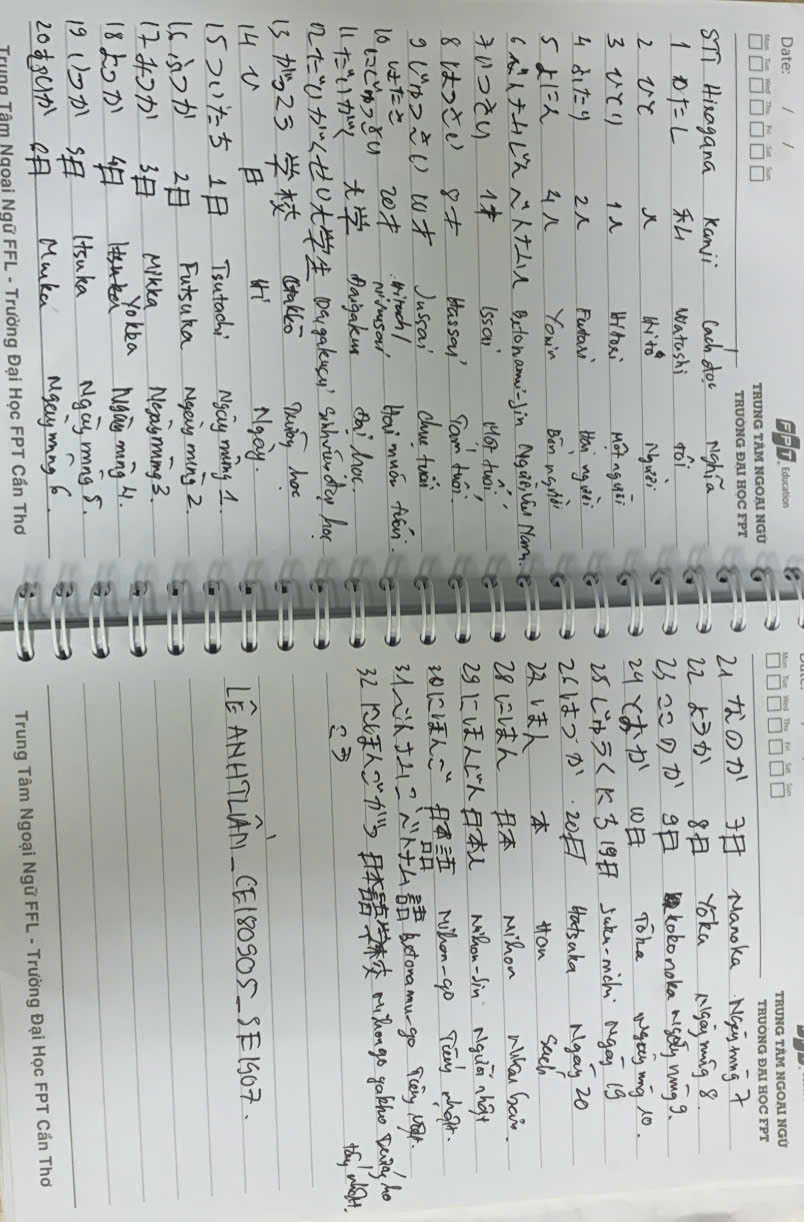 Date: / /
Mon Tue Wed Thu Fri Sat Sun
FPT Education
TRUNG TÂM NGOẠI NGỮ
TRƯỜNG ĐẠI HỌC FPT
STT Hiragana Kanji Cách đọc Nghĩa
1 わたし 私 Watashi Tôi
2 ひと 人 Hito Người
3 ひとり 1人 Hitori Một người
4 ふたり 2人 Futari Hai người
5 よにん 4人 Yonin Bốn người
6 べトナムじん ベトナム人 Betonamu-jin Người Việt Nam.
7 いっさい 1才 Issai Một tuổi
8 はっさい 8才 Hassai Tám tuổi.
9 じゅっさい 10才 Jussai chục tuổi
10 はたち 20才 Hitachi/
にじゅっさい Nijussai Hai mươi tuổi.
11 だいがく 大学 Daigaku Đại học.
12 だいがくせい 大学生 Daigakusei Sinh viên đại học
13 がっこう 学校 Gakkō Trường học
14 ひ 日 Hi Ngày.
15 ついたち 1日 Tsutachi Ngày mùng 1.
16 ふつか 2日 Futsuka Ngày mùng 2.
17 みつか 3日 Mikka Ngày mùng 3.
18 よつか 4日 Yokka Ngày mùng 4.
19 いつか 5日 Itsuka Ngày mùng 5.
20 むいか 6日 Muika Ngày mùng 6.
Trung Tâm Ngoại Ngữ FFL - Trường Đại Học FPT Cần Thơ
Mon Tue Wed Thu Fri Sat Sun
TRUNG TÂM NGOẠI NGỮ
TRƯỜNG ĐẠI HỌC FPT
21 なのか 7日 Nanoka Ngày mùng 7
22 ようか 8日 Yōka Ngày mùng 8.
23 ここのか 9日 kokonoka Ngày mùng 9.
24 とおか 10日 Tōka Ngày mùng 10.
25 じゅうくにち 19日 Juku-nichi Ngày 19
26 はつか 20日 Hatsuka Ngày 20
27 ほん 本 Hon Sách
28 にほん 日本 Nihon Nhật bản.
29 にほんじん 日本人 Nihon-Jin Người nhật
30 にほんご 日本語 Nihon-go Tiếng nhật.
31 べトナムご ベトナム語 betonamu-go Tiếng Việt.
32 にほんごがっ 日本語学校 Nihongo gakkō Trường học
こう tiếng nhật.
LÊ ANH TUẤN_CE180905_SE1907.
Trung Tâm Ngoại Ngữ FFL - Trường Đại Học FPT Cần Thơ